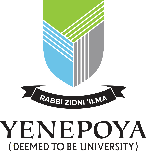 RABBI ZIDNI 'ILMA
YENEPOYA
(DEEMED TO BE UNIVERSITY)